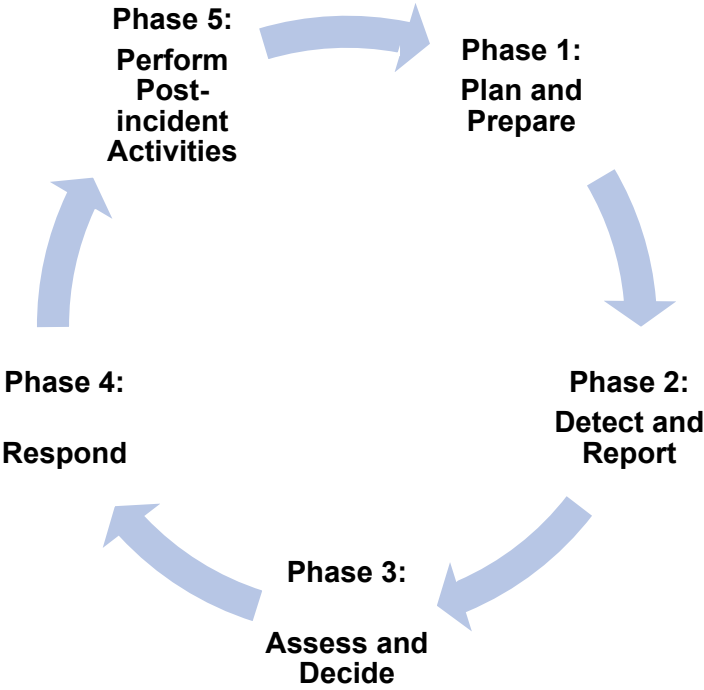 Phase 5:
Perform
Post-
incident
Activities
Phase 1:
Plan and
Prepare
Phase 2:
Detect and
Report
Phase 3:
Assess and
Decide
Phase 4:
Respond